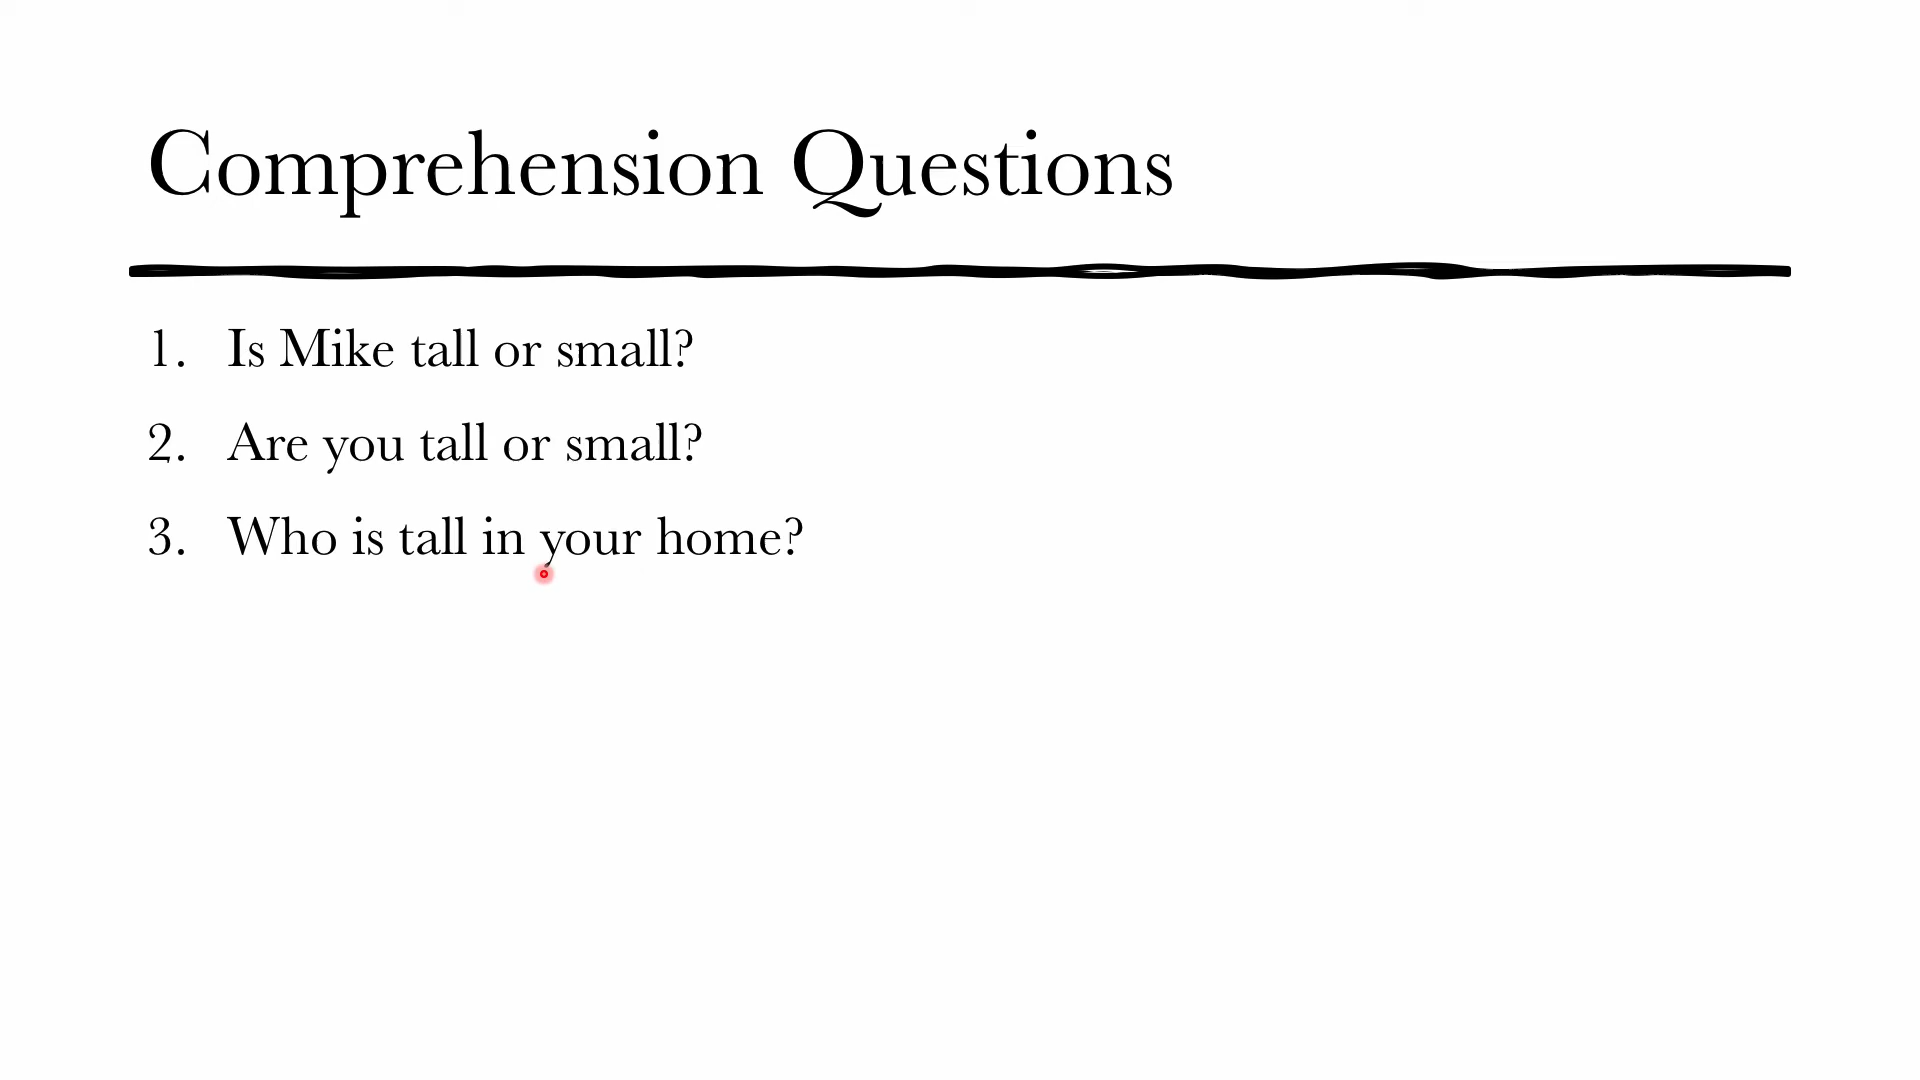 Comprehension Questions
1. Is Mike tall or small?
2. Are you tall or small?
3. Who is tall in your home?